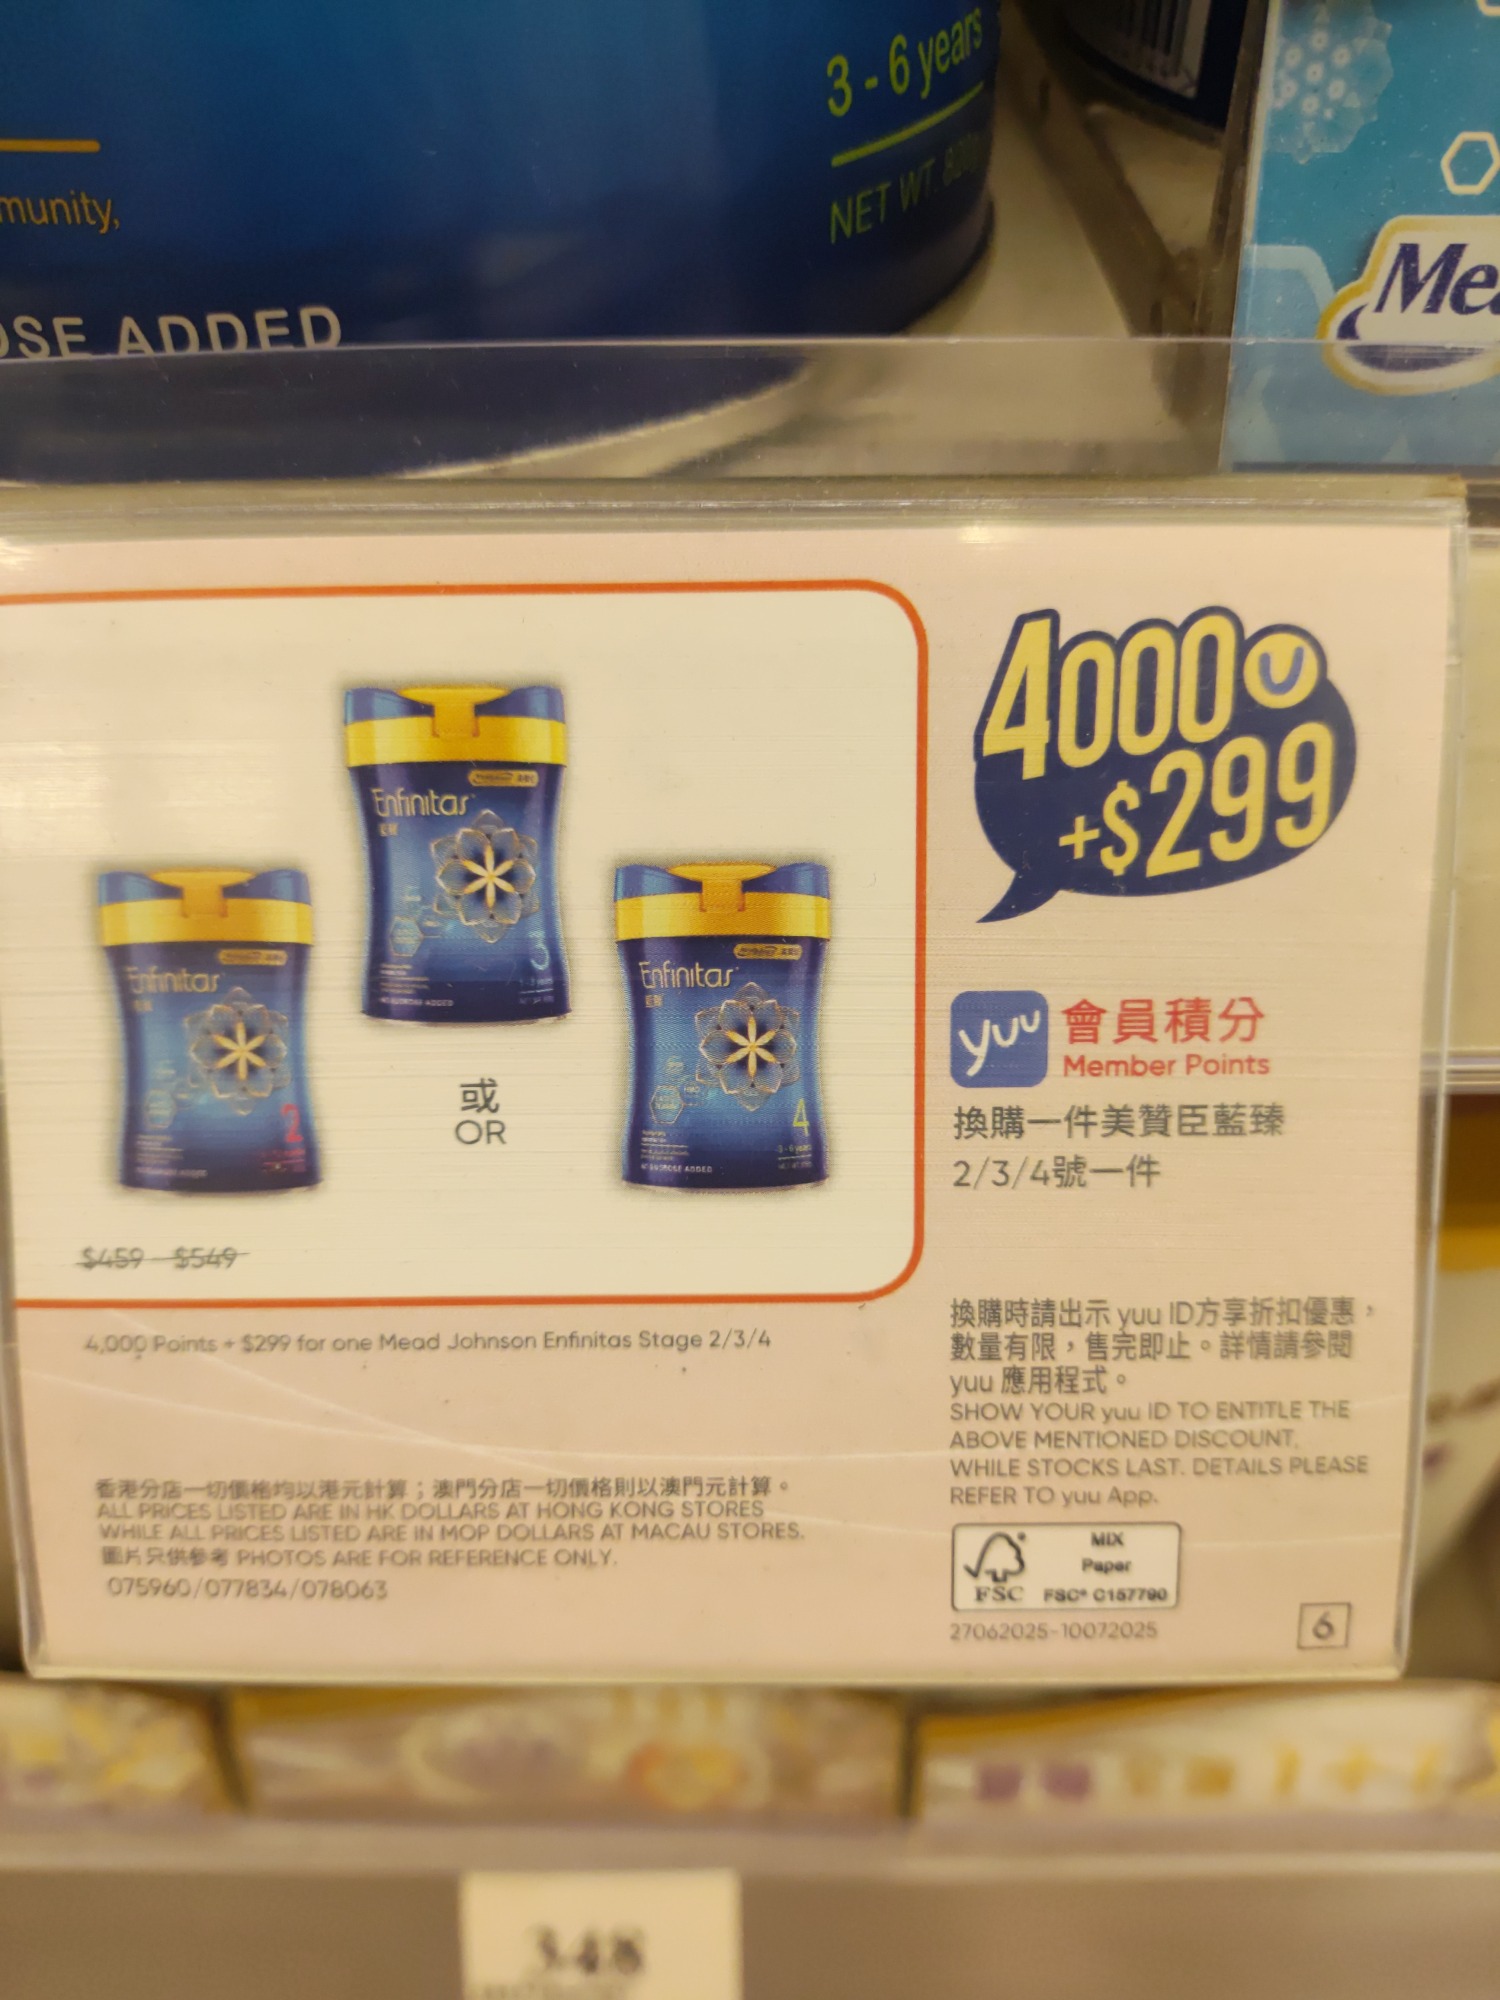 3 - 6 years
munity,
NET WT. 820g
OSE ADDED
Me
4000
+$299
Enfinitas
3
Enfinitas
2
Enfinitas
4
3-6 years
或
OR
$459 - $549
yuu 會員積分
Member Points
換購一件美贊臣藍臻
2/3/4號一件
4,000 Points + $299 for one Mead Johnson Enfinitas Stage 2/3/4
換購時請出示 yuu ID方享折扣優惠，
數量有限，售完即止。詳情請參閱
yuu 應用程式。
SHOW YOUR yuu ID TO ENTITLE THE
ABOVE MENTIONED DISCOUNT,
WHILE STOCKS LAST. DETAILS PLEASE
REFER TO yuu App.
香港分店一切價格均以港元計算；澳門分店一切價格則以澳門元計算。
ALL PRICES LISTED ARE IN HK DOLLARS AT HONG KONG STORES
WHILE ALL PRICES LISTED ARE IN MOP DOLLARS AT MACAU STORES.
圖片只供參考 PHOTOS ARE FOR REFERENCE ONLY.
075960/077834/078063
FSC
MIX
Paper
FSC® C157790
27062025-10072025
6
348